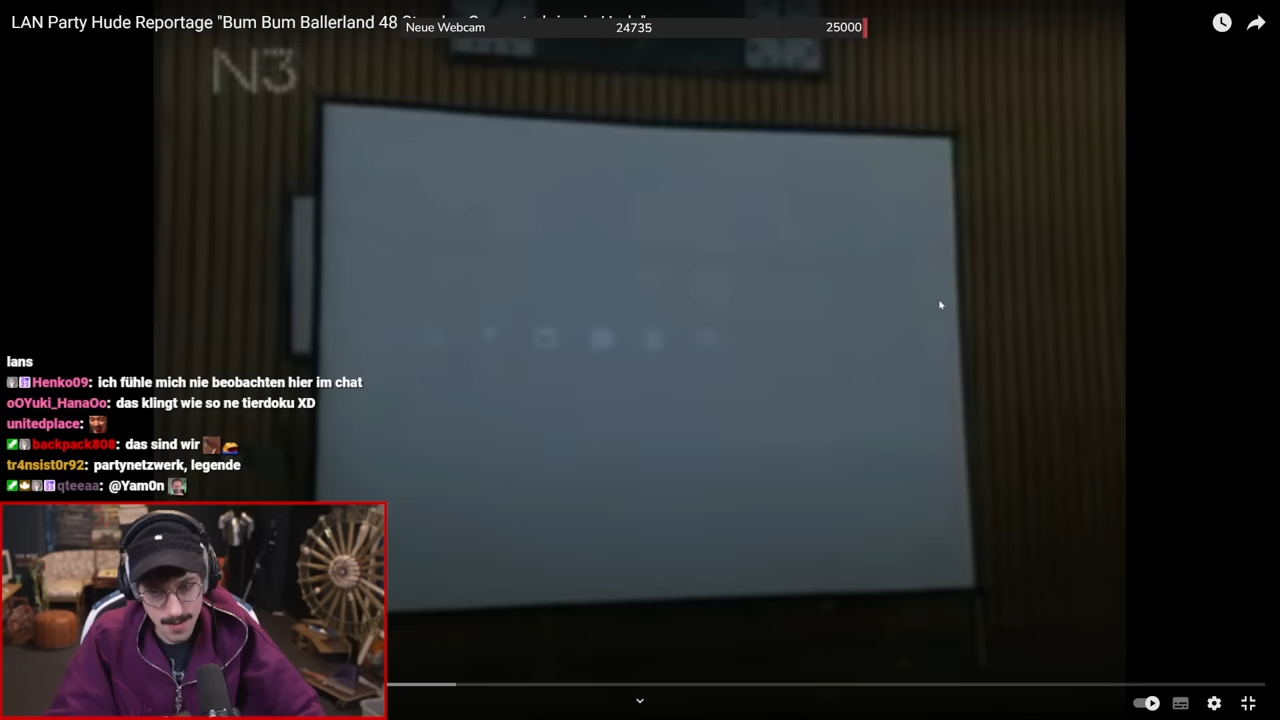 LAN Party Hude Reportage "Bum Bum Ballerland 48
Neue Webcam 24735 25000
N3
lans
Henko09: ich fühle mich nie beobachten hier im chat
oOYuki_HanaOo: das klingt wie so ne tierdoku XD
unitedplace:
backpack808: das sind wir
tr4nsist0r92: partynetzwerk, legende
qteeaa: @Yam0n